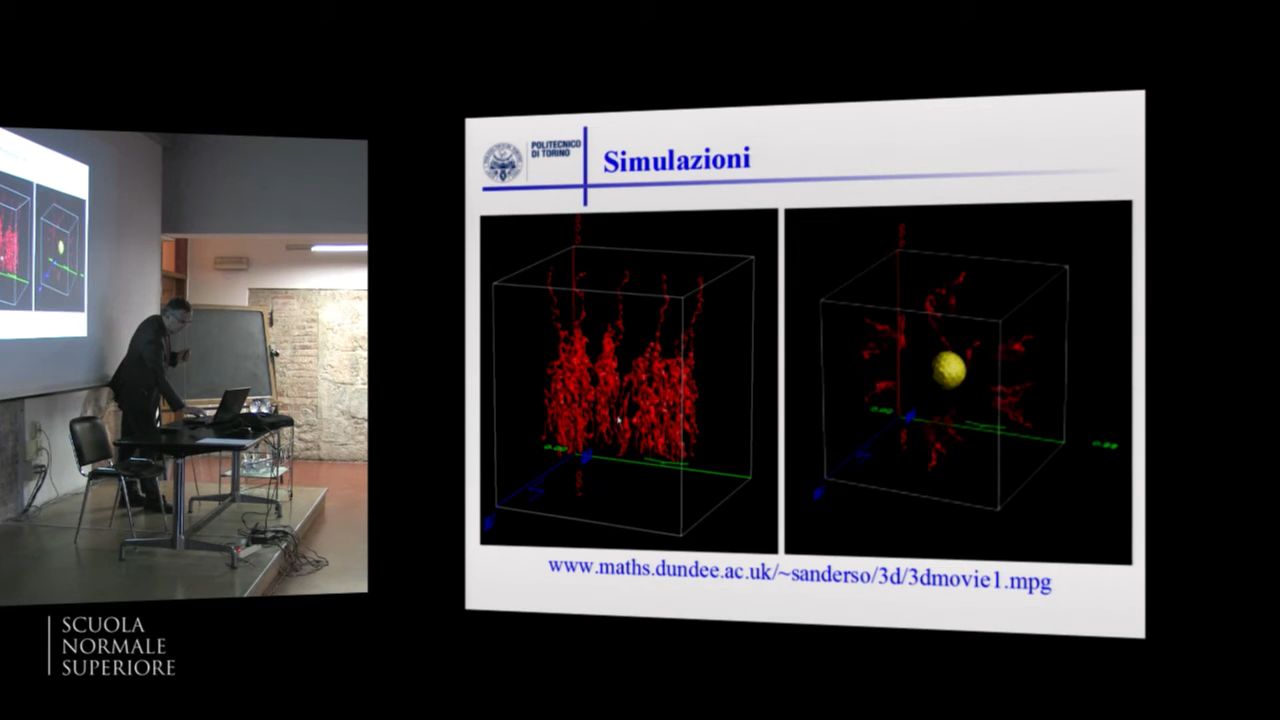 POLITECNICO
DI TORINO
Simulazioni
www.maths.dundee.ac.uk/~sanderso/3d/3dmovie1.mpg
SCUOLA
NORMALE
SUPERIORE